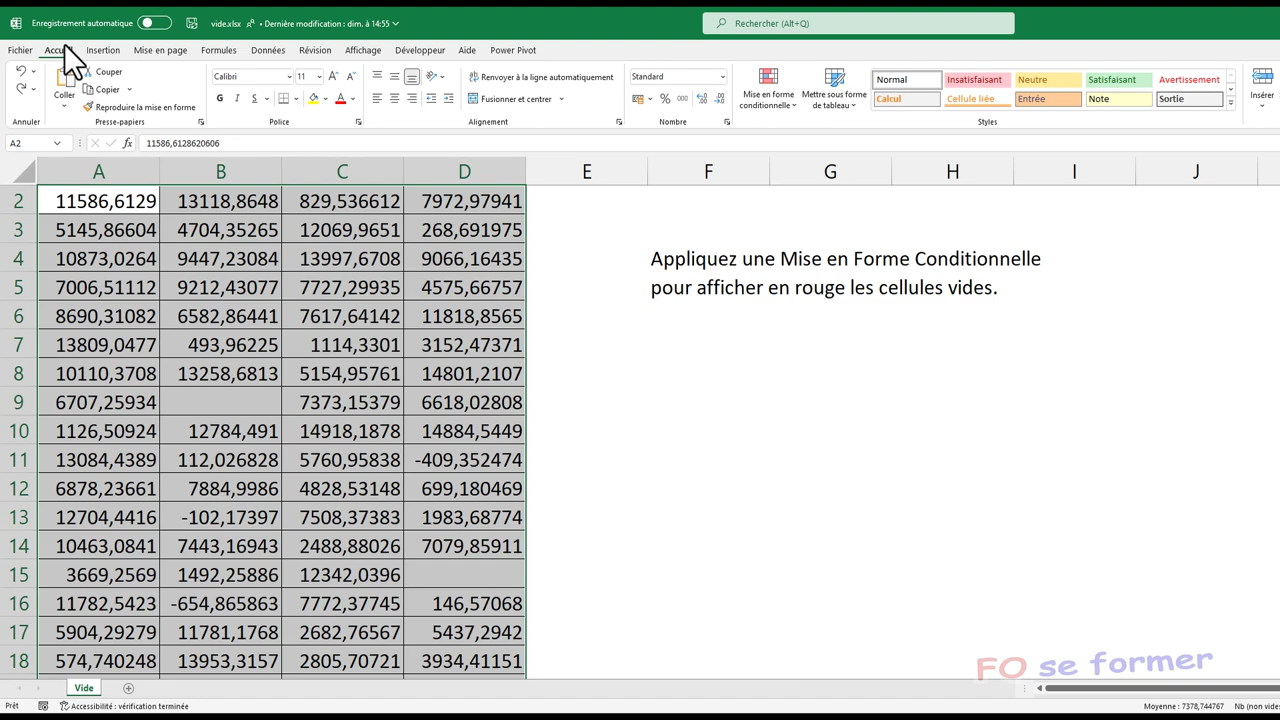 Enregistrement automatique
vide.xlsx • Dernière modification : dim. à 14:55
Rechercher (Alt+Q)
Fichier Insertion Mise en page Formules Données Révision Affichage Développeur Aide Power Pivot
Couper
Calibri 11
Renvoyer à la ligne automatiquement
Standard
Normal Insatisfaisant Neutre Satisfaisant Avertissement
Coller
Copier
G I S
Fusionner et centrer
% 000
Mise en forme conditionnelle
Mettre sous forme de tableau
Calcul Cellule liée Entrée Note Sortie
Insérer
Reproduire la mise en forme
Annuler Presse-papiers Police Alignement Nombre Styles
A2 fx 11586,6128620606
A B C D E F G H I J
2 11586,6129 13118,8648 829,536612 7972,97941
3 5145,86604 4704,35265 12069,9651 268,691975
4 10873,0264 9447,23084 13997,6708 9066,16435
Appliquez une Mise en Forme Conditionnelle
5 7006,51112 9212,43077 7727,29935 4575,66757
pour afficher en rouge les cellules vides.
6 8690,31082 6582,86441 7617,64142 11818,8565
7 13809,0477 493,96225 1114,3301 3152,47371
8 10110,3708 13258,6813 5154,95761 14801,2107
9 6707,25934 7373,15379 6618,02808
10 1126,50924 12784,491 14918,1878 14884,5449
11 13084,4389 112,026828 5760,95838 -409,352474
12 6878,23661 7884,9986 4828,53148 699,180469
13 12704,4416 -102,17397 7508,37383 1983,68774
14 10463,0841 7443,16943 2488,88026 7079,85911
15 3669,2569 1492,25886 12342,0396
16 11782,5423 -654,865863 7772,37745 146,57068
17 5904,29279 11781,1768 2682,76567 5437,2942
18 574,740248 13953,3157 2805,70721 3934,41151
FO se former
Vide
Prêt Accessibilité : vérification terminée Moyenne : 7378,744767 Nb (non vides